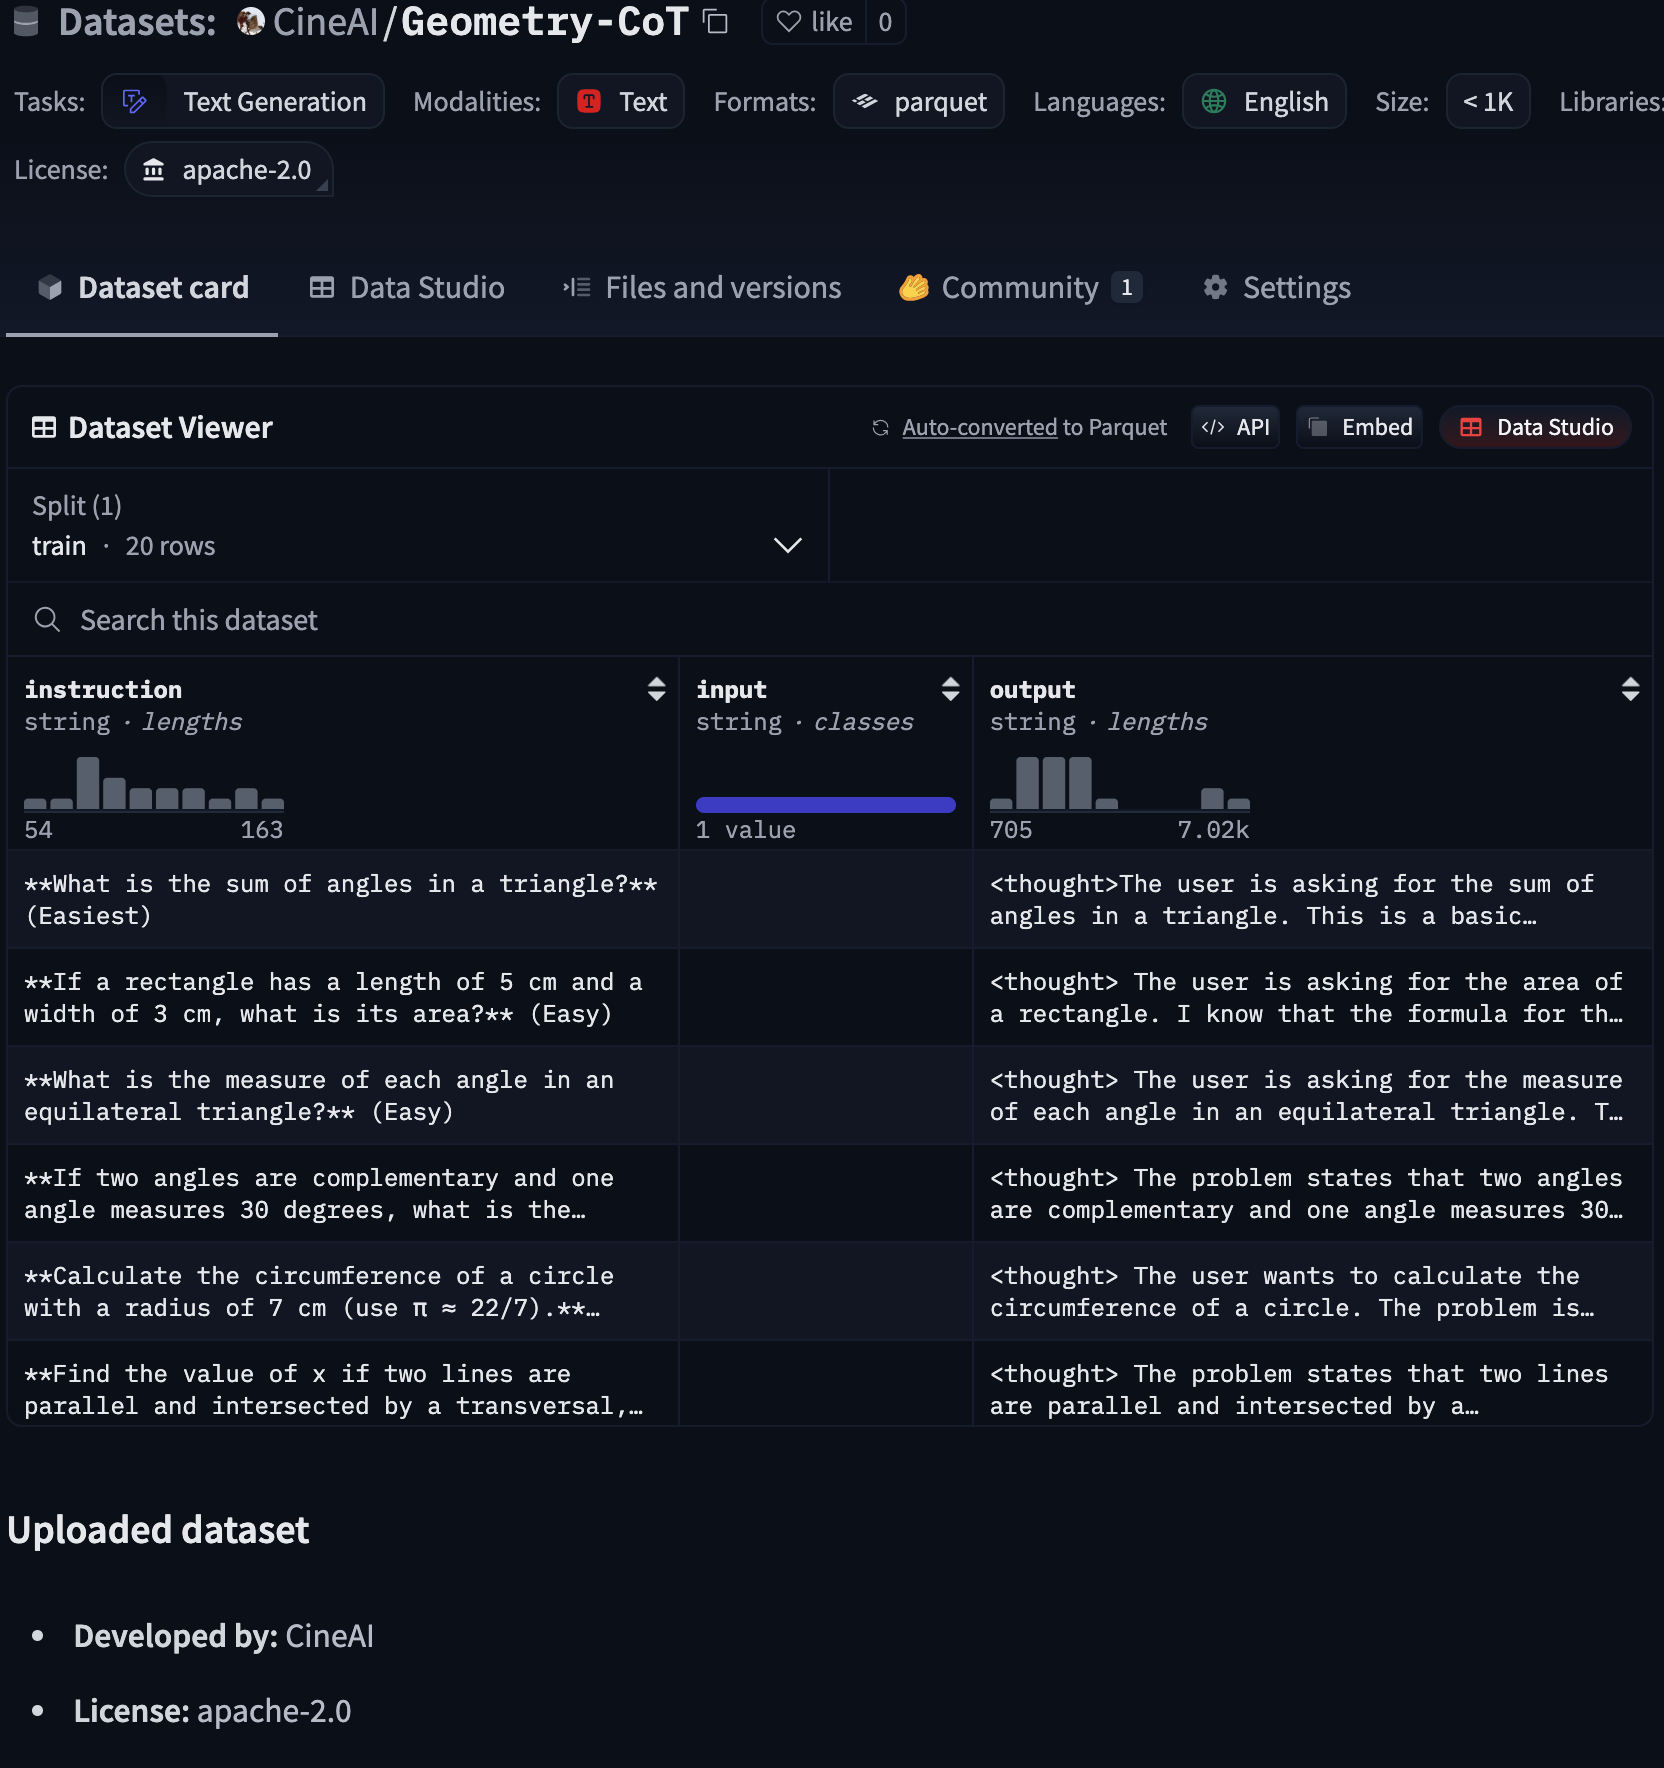 Datasets: CineAI/Geometry-CoT like 0
Tasks: Text Generation Modalities: Text Formats: parquet Languages: English Size: < 1K Libraries:
License: apache-2.0
Dataset card Data Studio Files and versions Community 1 Settings
Dataset Viewer Auto-converted to Parquet </> API Embed Data Studio
Split (1)
train · 20 rows
Search this dataset
instruction input output
string · lengths string · classes string · lengths
54 163 1 value 705 7.02k
**What is the sum of angles in a triangle?**
(Easiest)
<thought>The user is asking for the sum of
angles in a triangle. This is a basic…
**If a rectangle has a length of 5 cm and a
width of 3 cm, what is its area?** (Easy)
<thought> The user is asking for the area of
a rectangle. I know that the formula for th…
**What is the measure of each angle in an
equilateral triangle?** (Easy)
<thought> The user is asking for the measure
of each angle in an equilateral triangle. T…
**If two angles are complementary and one
angle measures 30 degrees, what is the…
<thought> The problem states that two angles
are complementary and one angle measures 30…
**Calculate the circumference of a circle
with a radius of 7 cm (use π ≈ 22/7).**…
<thought> The user wants to calculate the
circumference of a circle. The problem is…
**Find the value of x if two lines are
parallel and intersected by a transversal,…
<thought> The problem states that two lines
are parallel and intersected by a…
Uploaded dataset
• Developed by: CineAI
• License: apache-2.0